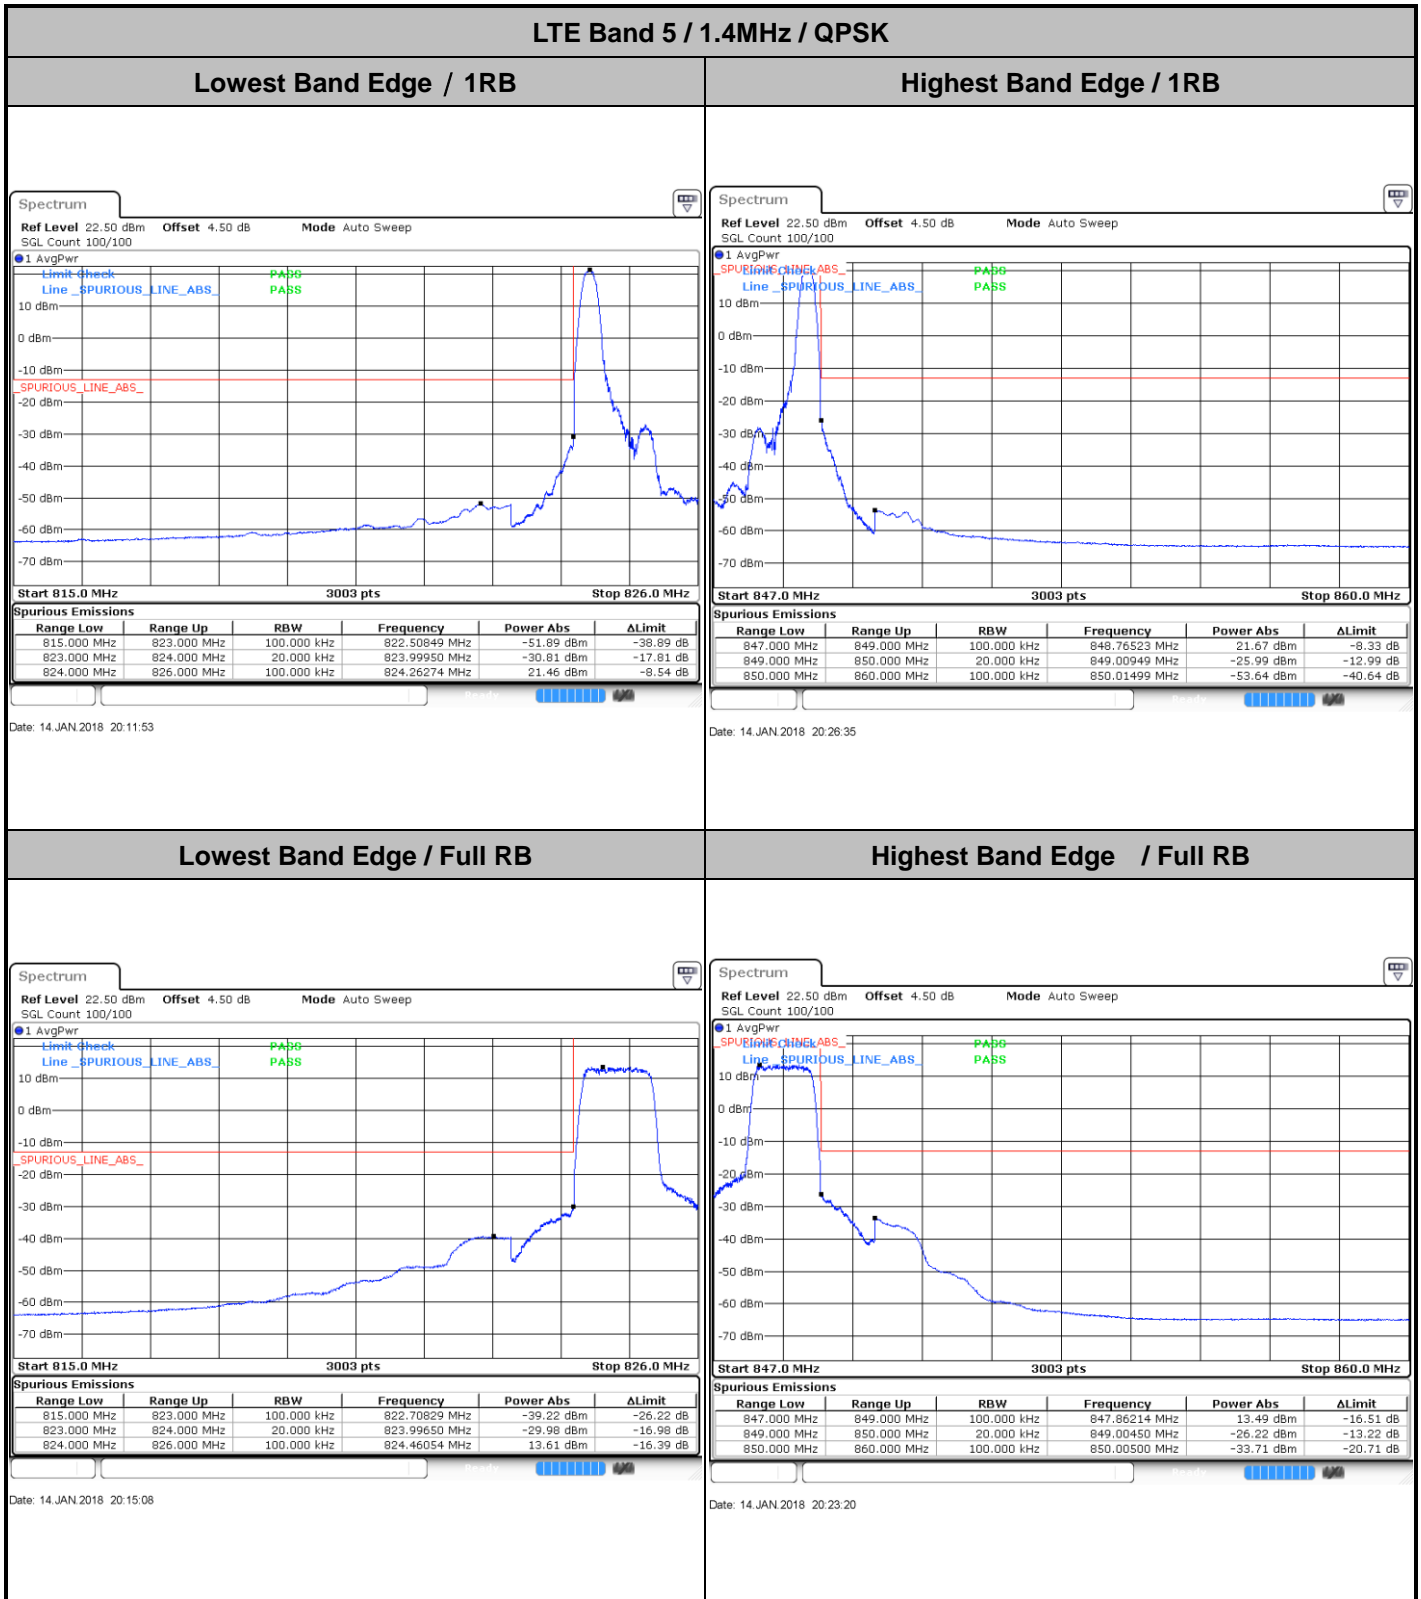 LTE Band 5 / 1.4MHz / QPSK
Lowest Band Edge / 1RB
Highest Band Edge / 1RB
Spectrum
Ref Level 22.50 dBm Offset 4.50 dB Mode Auto Sweep
SGL Count 100/100
1 AvgPwr
Limit Check PASS
Line _SPURIOUS_LINE_ABS_ PASS
10 dBm
0 dBm
-10 dBm
_SPURIOUS_LINE_ABS_
-20 dBm
-30 dBm
-40 dBm
-50 dBm
-60 dBm
-70 dBm
Start 815.0 MHz 3003 pts Stop 826.0 MHz
Spurious Emissions
Range Low Range Up RBW Frequency Power Abs ΔLimit
815.000 MHz 823.000 MHz 100.000 kHz 822.50849 MHz -51.89 dBm -38.89 dB
823.000 MHz 824.000 MHz 20.000 kHz 823.99950 MHz -30.81 dBm -17.81 dB
824.000 MHz 826.000 MHz 100.000 kHz 824.26274 MHz 21.46 dBm -8.54 dB
Ready
Date: 14.JAN.2018 20:11:53
Spectrum
Ref Level 22.50 dBm Offset 4.50 dB Mode Auto Sweep
SGL Count 100/100
1 AvgPwr
_SPURIOUS_LINE_ABS_
Limit Check PASS
Line _SPURIOUS_LINE_ABS_ PASS
10 dBm
0 dBm
-10 dBm
-20 dBm
-30 dBm
-40 dBm
-50 dBm
-60 dBm
-70 dBm
Start 847.0 MHz 3003 pts Stop 860.0 MHz
Spurious Emissions
Range Low Range Up RBW Frequency Power Abs ΔLimit
847.000 MHz 849.000 MHz 100.000 kHz 848.76523 MHz 21.67 dBm -8.33 dB
849.000 MHz 850.000 MHz 20.000 kHz 849.00949 MHz -25.99 dBm -12.99 dB
850.000 MHz 860.000 MHz 100.000 kHz 850.01499 MHz -53.64 dBm -40.64 dB
Ready
Date: 14.JAN.2018 20:26:35
Lowest Band Edge / Full RB
Highest Band Edge / Full RB
Spectrum
Ref Level 22.50 dBm Offset 4.50 dB Mode Auto Sweep
SGL Count 100/100
1 AvgPwr
Limit Check PASS
Line _SPURIOUS_LINE_ABS_ PASS
10 dBm
0 dBm
-10 dBm
_SPURIOUS_LINE_ABS_
-20 dBm
-30 dBm
-40 dBm
-50 dBm
-60 dBm
-70 dBm
Start 815.0 MHz 3003 pts Stop 826.0 MHz
Spurious Emissions
Range Low Range Up RBW Frequency Power Abs ΔLimit
815.000 MHz 823.000 MHz 100.000 kHz 822.70829 MHz -39.22 dBm -26.22 dB
823.000 MHz 824.000 MHz 20.000 kHz 823.99650 MHz -29.98 dBm -16.98 dB
824.000 MHz 826.000 MHz 100.000 kHz 824.46054 MHz 13.61 dBm -16.39 dB
Ready
Date: 14.JAN.2018 20:15:08
Spectrum
Ref Level 22.50 dBm Offset 4.50 dB Mode Auto Sweep
SGL Count 100/100
1 AvgPwr
_SPURIOUS_LINE_ABS_
Limit Check PASS
Line _SPURIOUS_LINE_ABS_ PASS
10 dBm
0 dBm
-10 dBm
-20 dBm
-30 dBm
-40 dBm
-50 dBm
-60 dBm
-70 dBm
Start 847.0 MHz 3003 pts Stop 860.0 MHz
Spurious Emissions
Range Low Range Up RBW Frequency Power Abs ΔLimit
847.000 MHz 849.000 MHz 100.000 kHz 847.86214 MHz 13.49 dBm -16.51 dB
849.000 MHz 850.000 MHz 20.000 kHz 849.00450 MHz -26.22 dBm -13.22 dB
850.000 MHz 860.000 MHz 100.000 kHz 850.00500 MHz -33.71 dBm -20.71 dB
Ready
Date: 14.JAN.2018 20:23:20